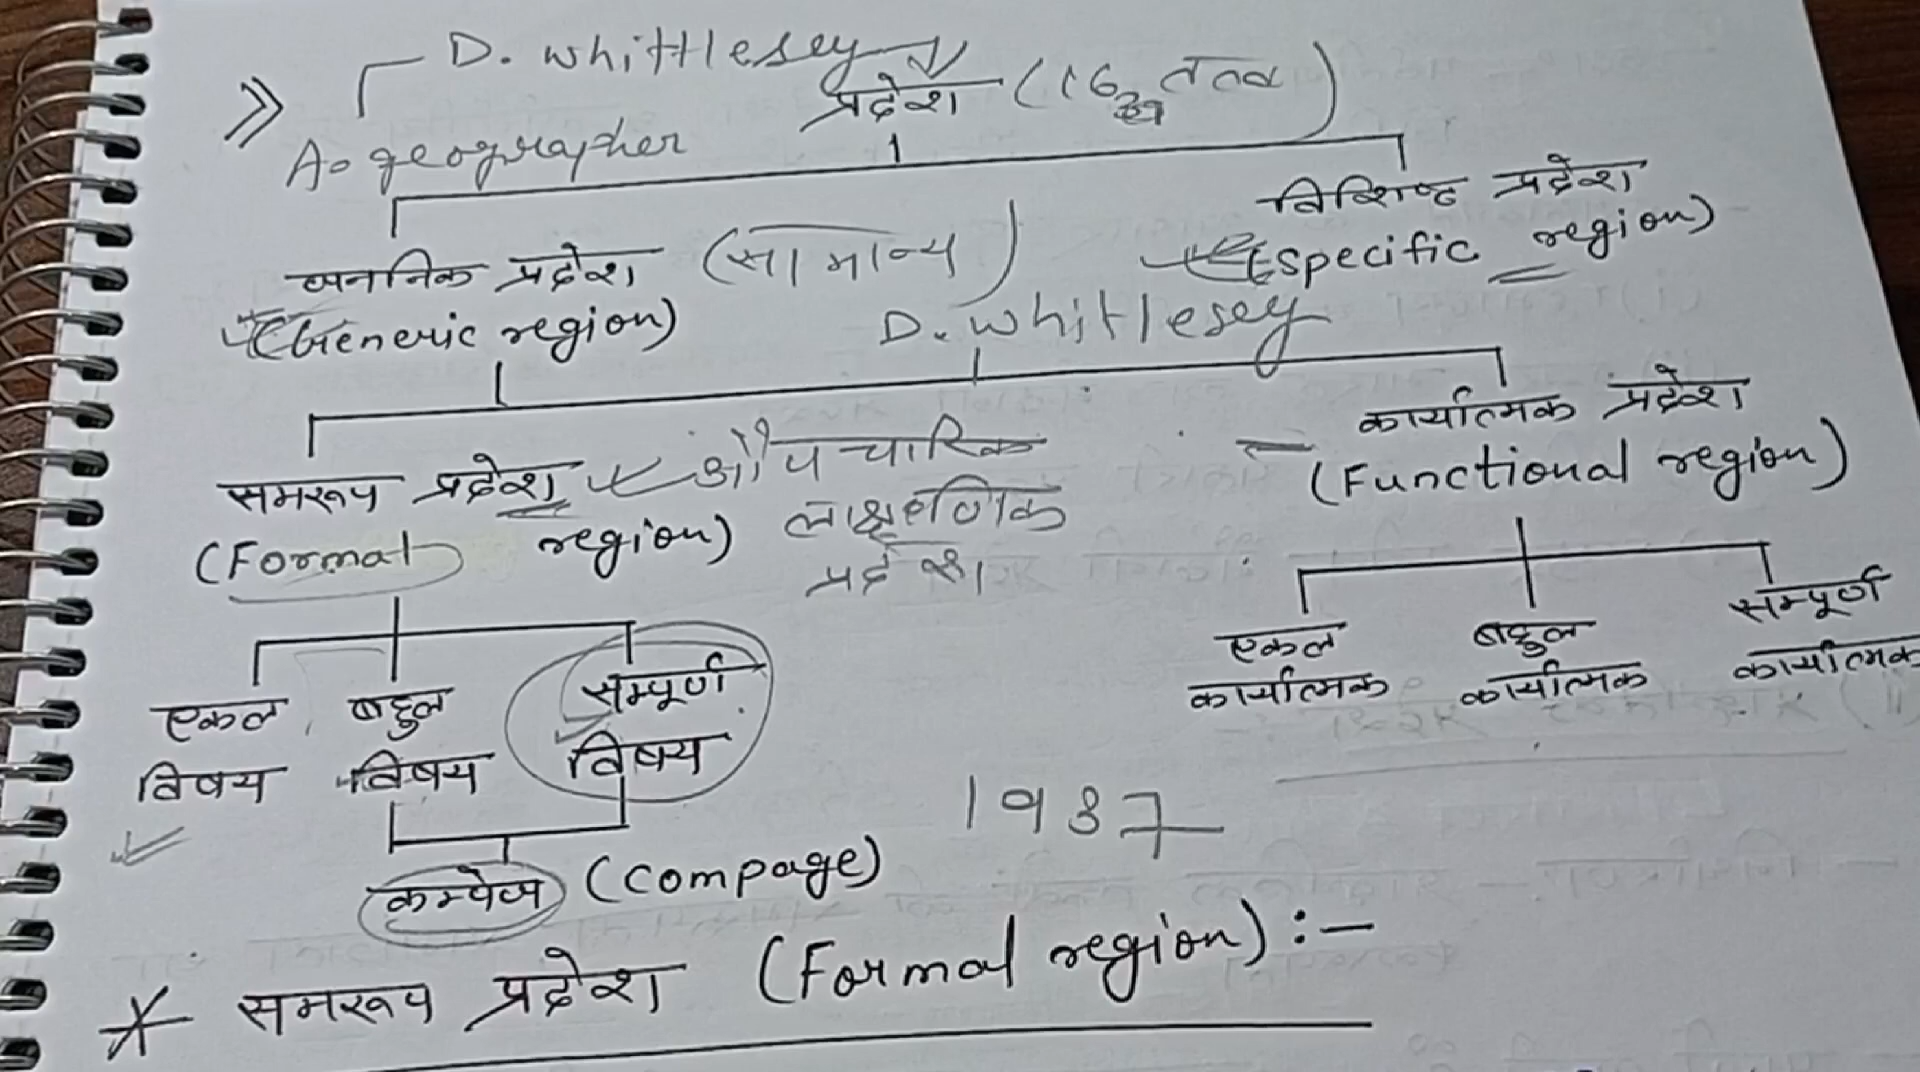 D. whittlesey
प्रदेश (16 तत्व)
A. geographer
विशिष्ट प्रदेश
(specific region)
जननिक प्रदेश (सामान्य)
(Generic region)
D. whittlesey
कार्यात्मक प्रदेश
(Functional region)
समरूप प्रदेश औपचारिक
(Formal region) लाक्षणिक
प्रदेश
एकल कार्यात्मक
बहुल कार्यात्मक
सम्पूर्ण कार्यात्मक
एकल विषय
बहुल विषय
सम्पूर्ण विषय
1937
कम्पेज (compage)
* समरूप प्रदेश (Formal region) :-